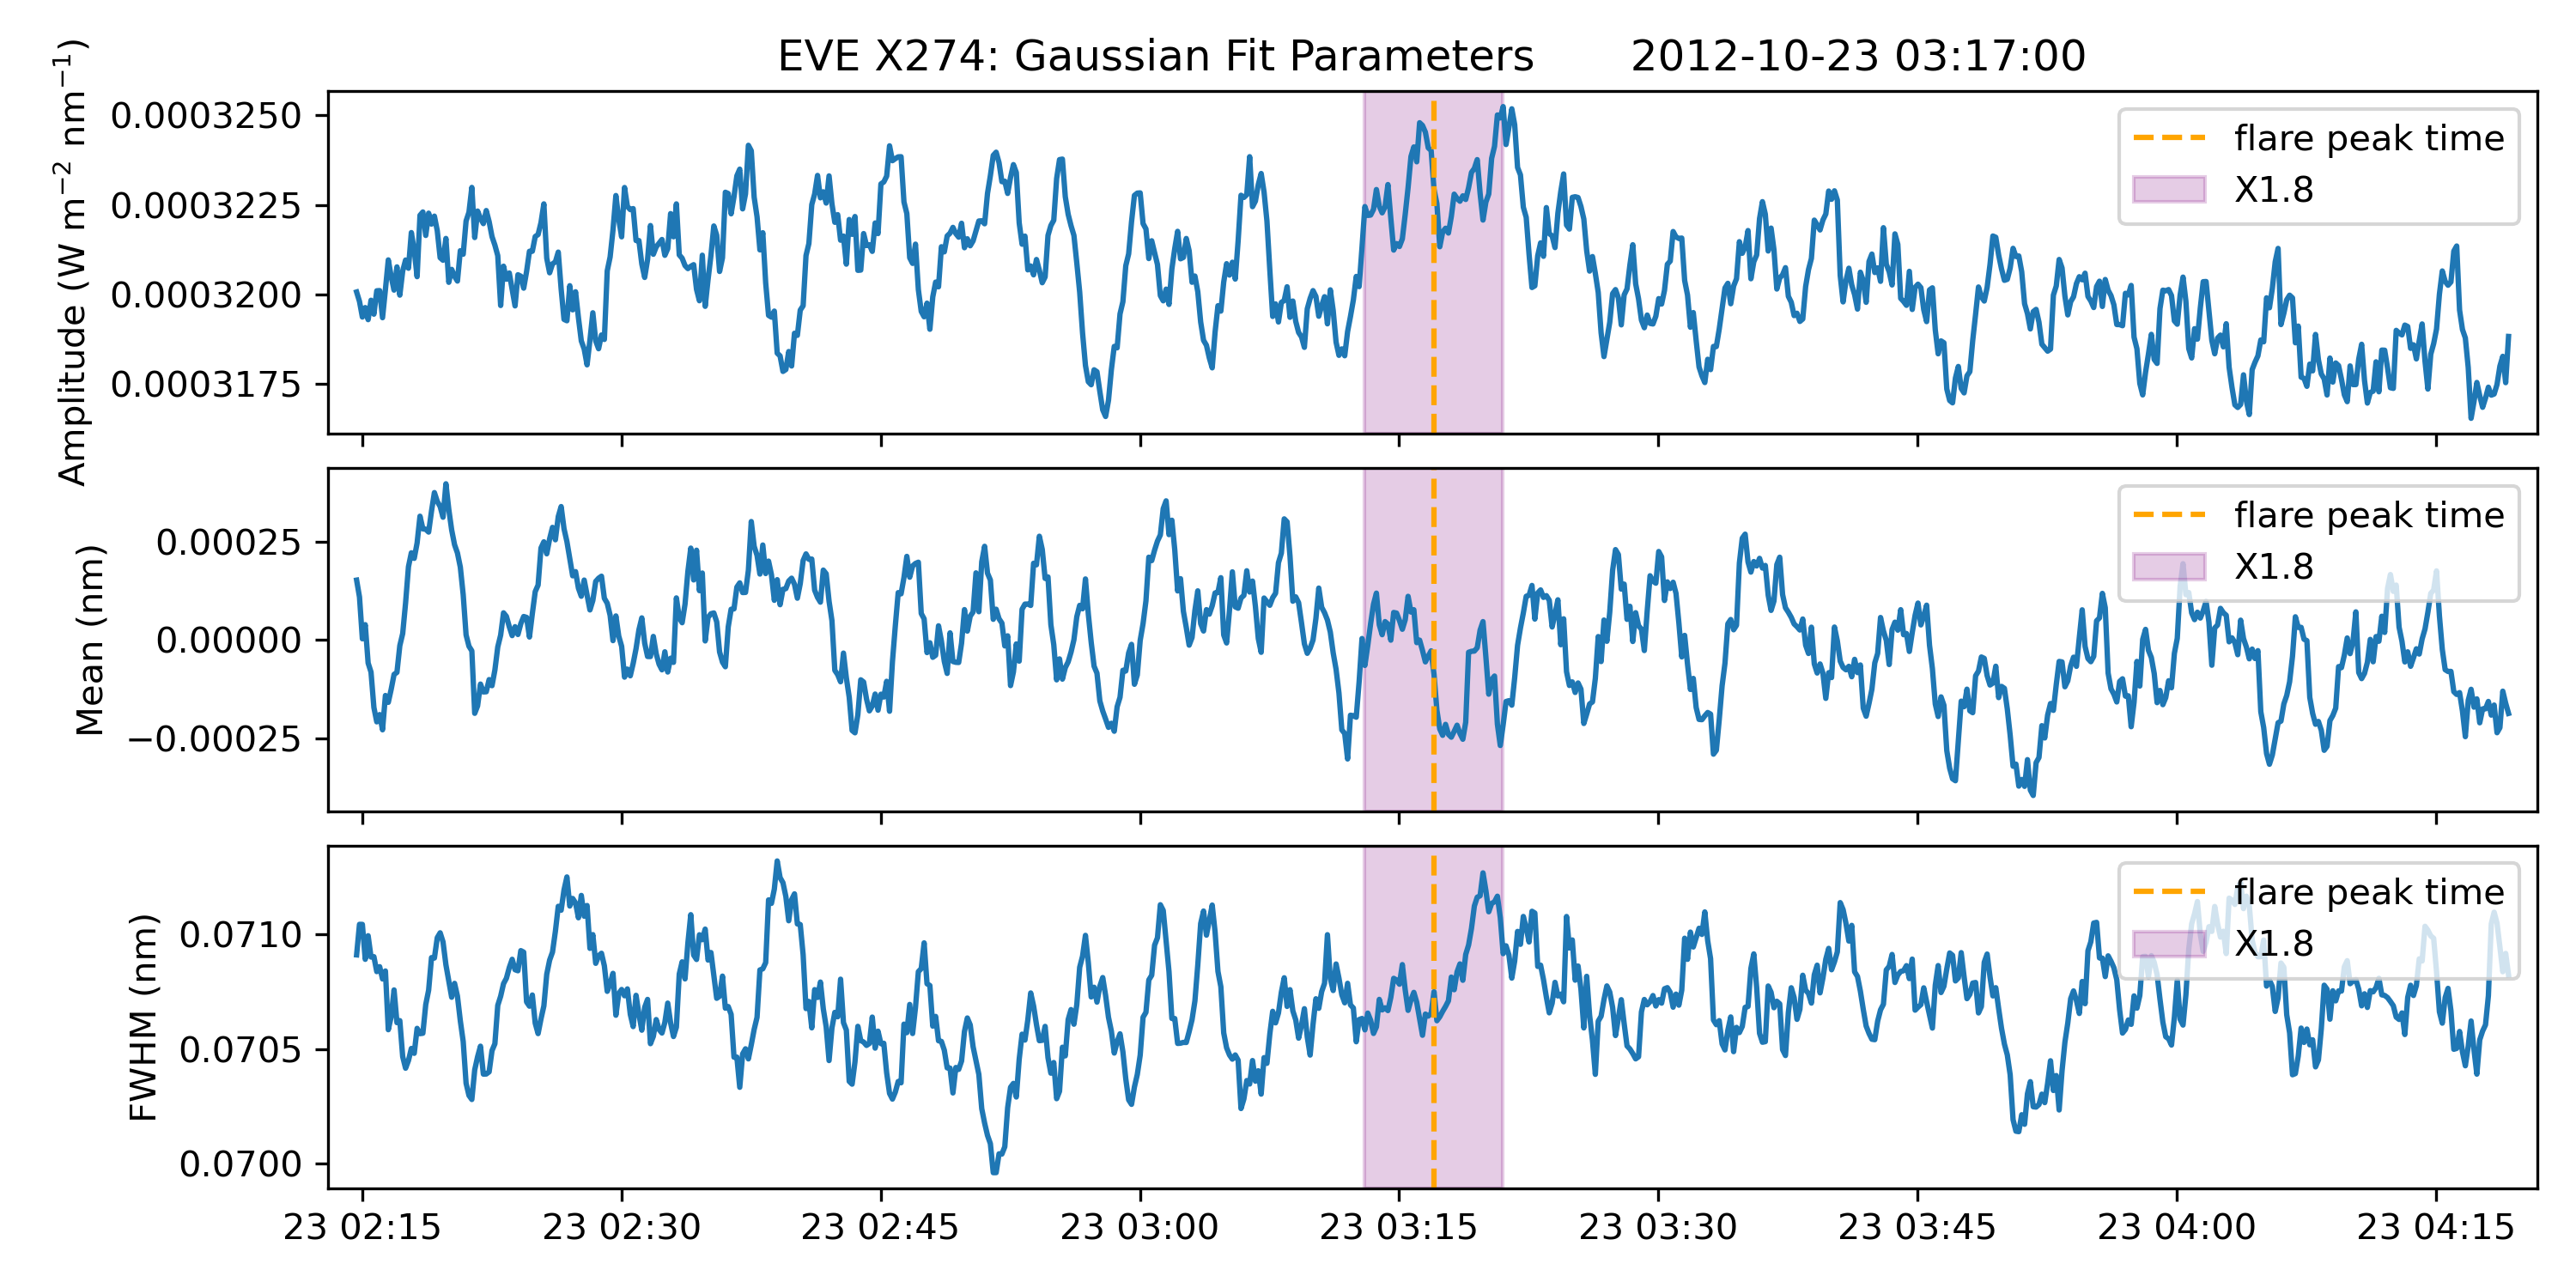 EVE X274: Gaussian Fit Parameters 2012-10-23 03:17:00
Amplitude (W m⁻² nm⁻¹)
0.0003250
0.0003225
0.0003200
0.0003175
flare peak time
X1.8
Mean (nm)
0.00025
0.00000
−0.00025
flare peak time
X1.8
FWHM (nm)
0.0710
0.0705
0.0700
flare peak time
X1.8
23 02:15 23 02:30 23 02:45 23 03:00 23 03:15 23 03:30 23 03:45 23 04:00 23 04:15